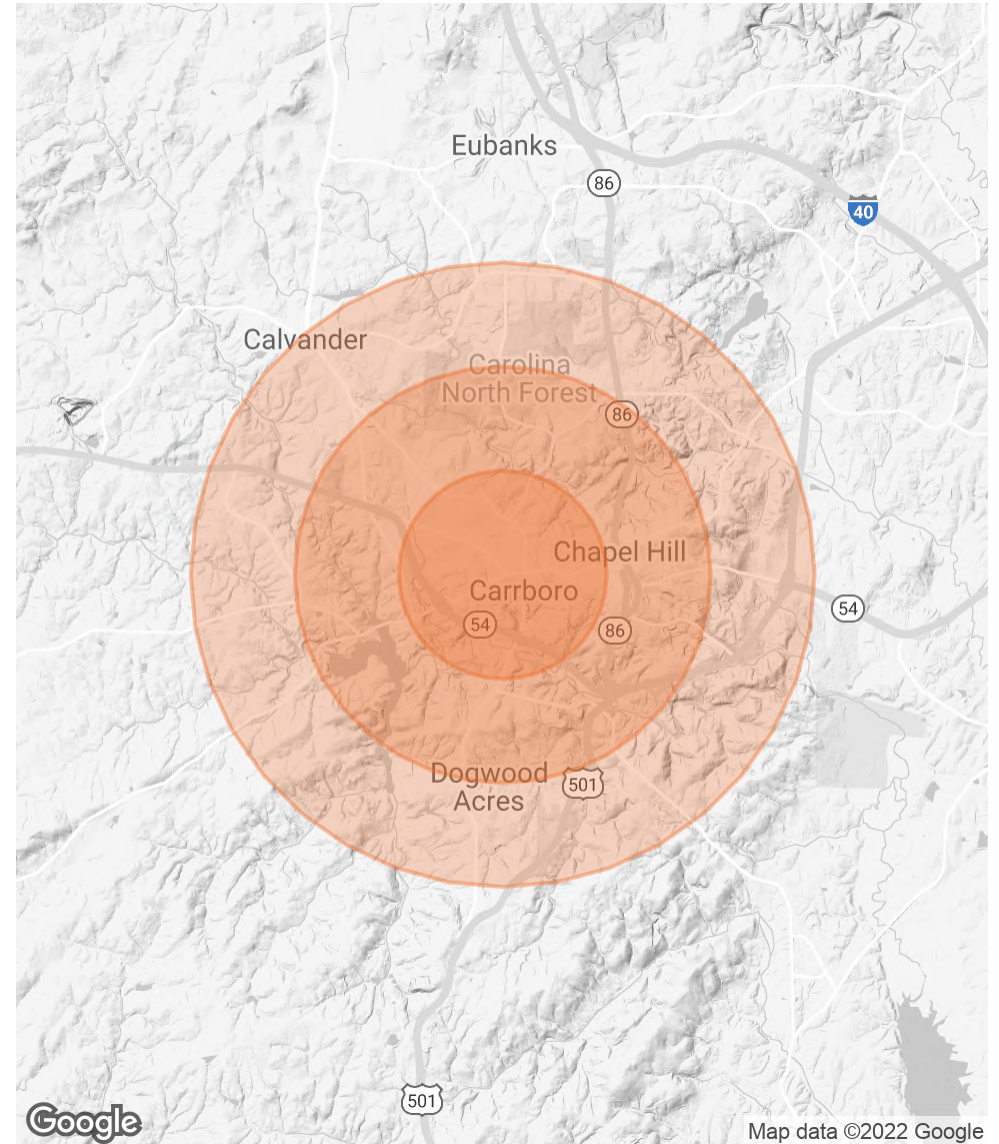 Eubanks
86
40
Calvander
Carolina
North Forest
86
Chapel Hill
Carrboro
54
54
86
Dogwood
Acres
501
501
Google
Map data ©2022 Google